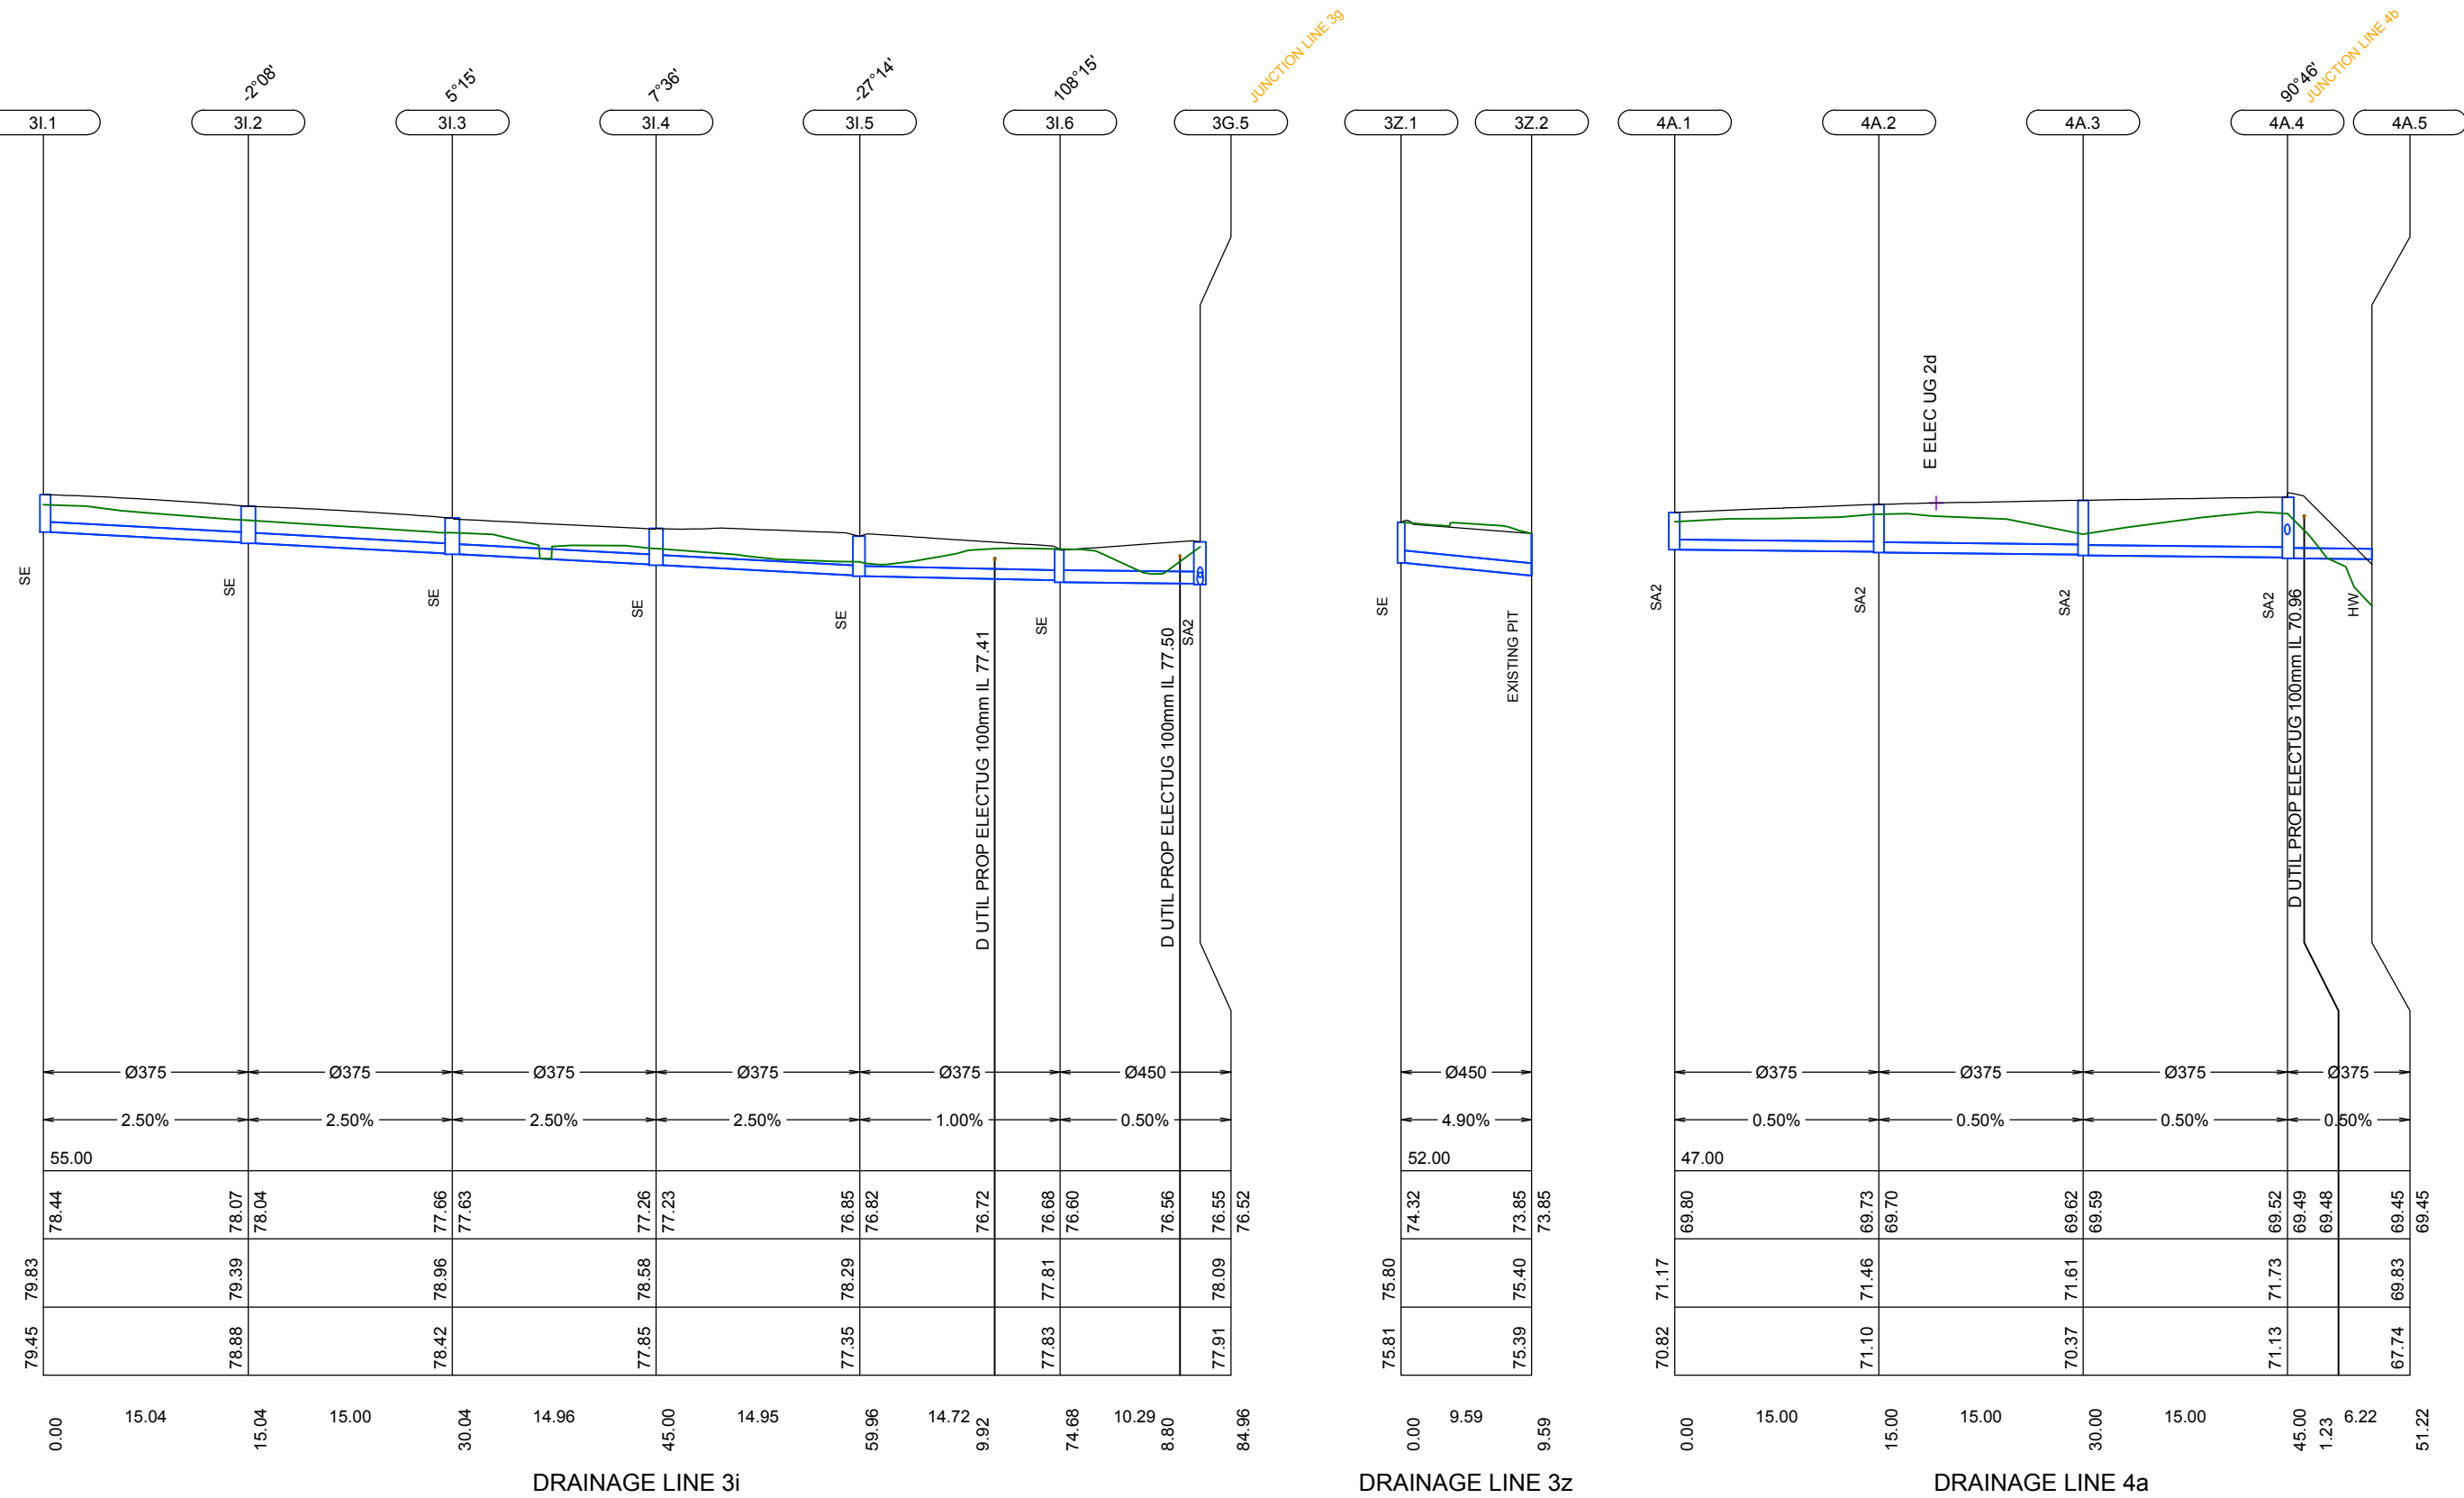 JUNCTION LINE 3g
JUNCTION LINE 4b
-2°08'
5°15'
7°36'
-27°14'
108°15'
90°46'
3I.1
3I.2
3I.3
3I.4
3I.5
3I.6
3G.5
3Z.1
3Z.2
4A.1
4A.2
4A.3
4A.4
4A.5
E ELEC UG 2d
SE
SE
SE
SE
SE
SE
SA2
SE
EXISTING PIT
SA2
SA2
SA2
SA2
HW
D UTIL PROP ELECTUG 100mm IL 77.41
D UTIL PROP ELECTUG 100mm IL 77.50
D UTIL PROP ELECTUG 100mm IL 70.96
Ø375 Ø375 Ø375 Ø375 Ø375 Ø450
Ø450
Ø375 Ø375 Ø375 Ø375
2.50% 2.50% 2.50% 2.50% 1.00% 0.50%
4.90%
0.50% 0.50% 0.50% 0.50%
55.00
52.00
47.00
78.44 78.07 78.04 77.66 77.63 77.26 77.23 76.85 76.82 76.72 76.68 76.60 76.56 76.55 76.52
74.32 73.85 73.85
69.80 69.73 69.70 69.62 69.59 69.52 69.49 69.48 69.45 69.45
79.83 79.39 78.96 78.58 78.29 77.81 78.09
75.80 75.40
71.17 71.46 71.61 71.73 69.83
79.45 78.88 78.42 77.85 77.35 77.83 77.91
75.81 75.39
70.82 71.10 70.37 71.13 67.74
15.04 15.00 14.96 14.95 14.72 10.29
9.59
15.00 15.00 15.00 6.22
0.00 15.04 30.04 45.00 59.96 9.92 74.68 8.80 84.96
0.00 9.59
0.00 15.00 30.00 45.00 1.23 51.22
DRAINAGE LINE 3i
DRAINAGE LINE 3z
DRAINAGE LINE 4a